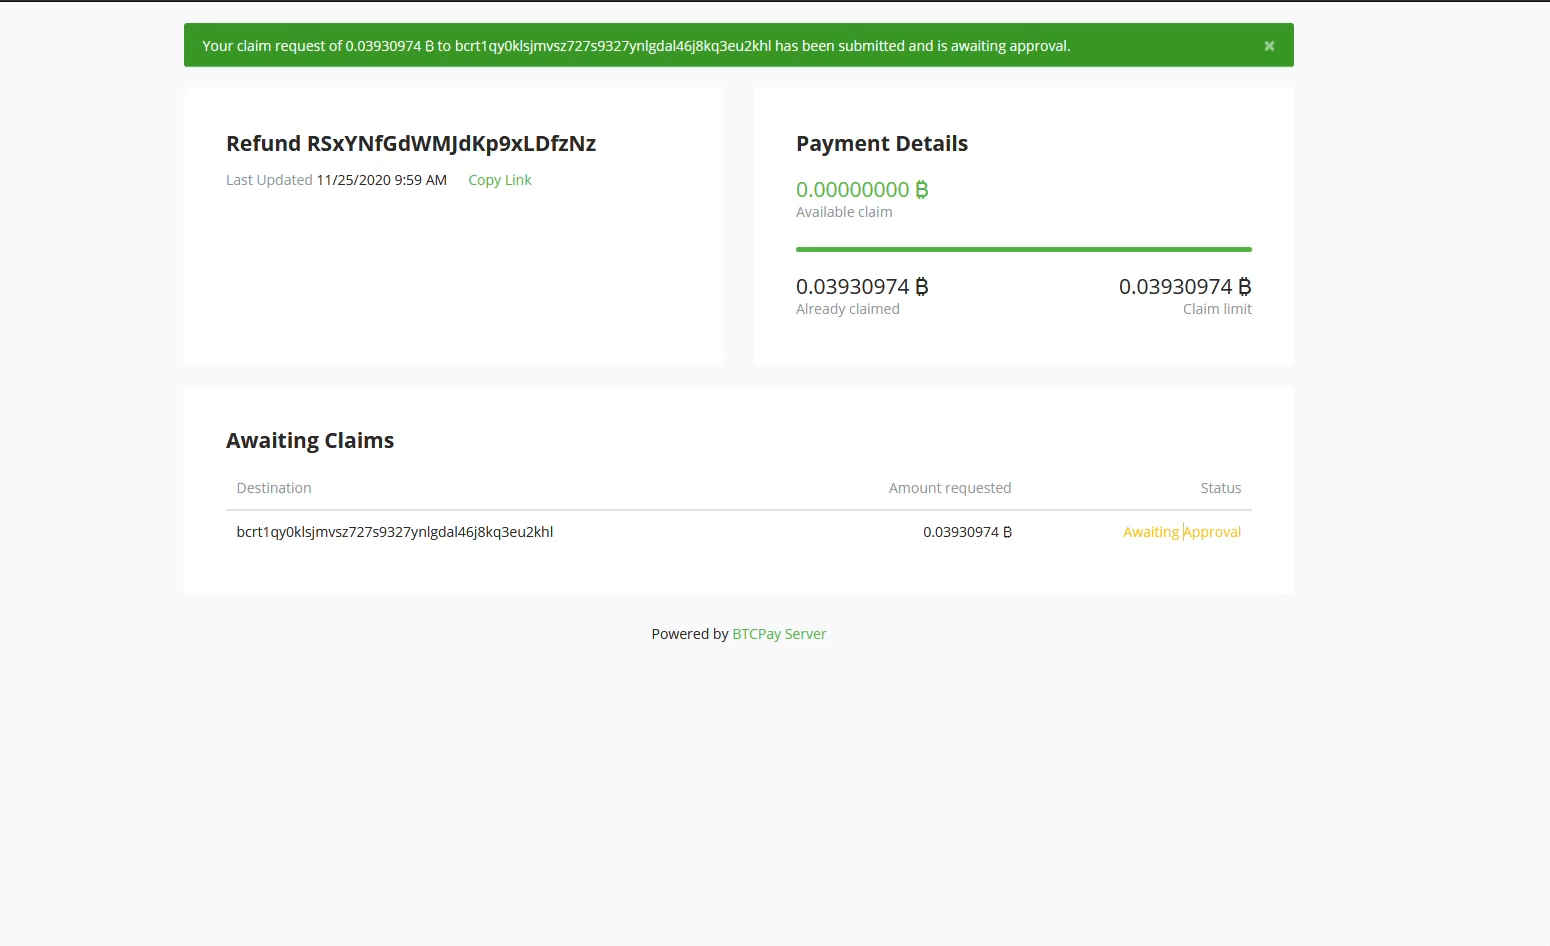 Your claim request of 0.03930974 ₿ to bcrt1qy0klsjmvsz727s9327ynlgdal46j8kq3eu2khl has been submitted and is awaiting approval. ×
Refund RSxYNfGdWMJdKp9xLDfzNz
Last Updated 11/25/2020 9:59 AM Copy Link
Payment Details
0.00000000 ₿
Available claim
0.03930974 ₿ 0.03930974 ₿
Already claimed Claim limit
Awaiting Claims
Destination Amount requested Status
bcrt1qy0klsjmvsz727s9327ynlgdal46j8kq3eu2khl 0.03930974 ₿ Awaiting Approval
Powered by BTCPay Server